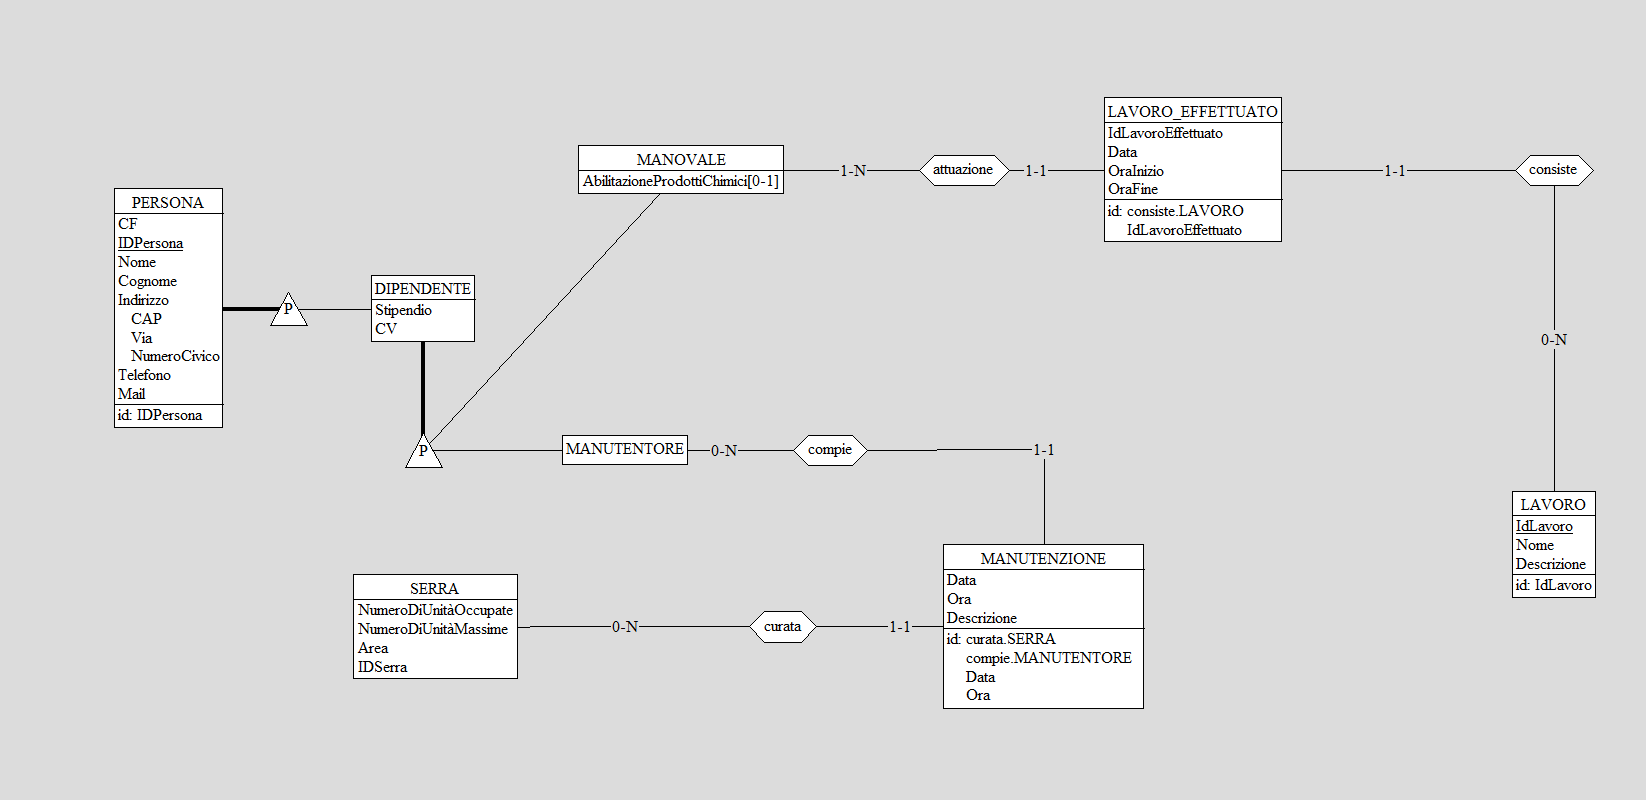 PERSONA
CF
IDPersona
Nome
Cognome
Indirizzo
CAP
Via
NumeroCivico
Telefono
Mail
id: IDPersona
P
DIPENDENTE
Stipendio
CV
P
MANOVALE
AbilitazioneProdottiChimici[0-1]
1-N
attuazione
1-1
LAVORO_EFFETTUATO
IdLavoroEffettuato
Data
OraInizio
OraFine
id: consiste.LAVORO
IdLavoroEffettuato
1-1
consiste
0-N
LAVORO
IdLavoro
Nome
Descrizione
id: IdLavoro
MANUTENTORE
0-N
compie
1-1
MANUTENZIONE
Data
Ora
Descrizione
id: curata.SERRA
compie.MANUTENTORE
Data
Ora
SERRA
NumeroDiUnitàOccupate
NumeroDiUnitàMassime
Area
IDSerra
0-N
curata
1-1